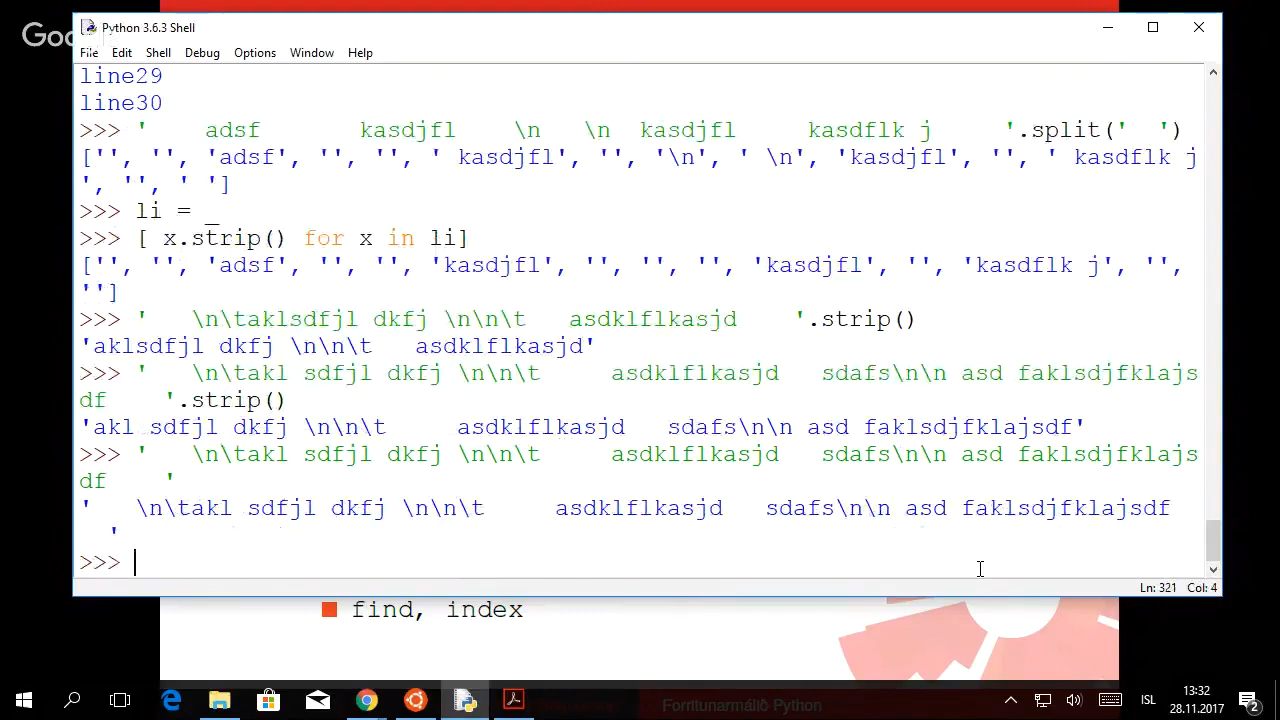 Goo
Python 3.6.3 Shell
File Edit Shell Debug Options Window Help
line29
line30
>>> '    adsf       kasdjfl    \n   \n  kasdjfl     kasdflk j     '.split('  ')
['', '', 'adsf', '', '', ' kasdjfl', '', '\n', ' \n', 'kasdjfl', '', ' kasdflk j
', '', ' ']
>>> li = _
>>> [ x.strip() for x in li]
['', '', 'adsf', '', '', 'kasdjfl', '', '', '', 'kasdjfl', '', 'kasdflk j', '',
'']
>>> '   \n\taklsdfjl dkfj \n\n\t   asdklflkasjd    '.strip()
'aklsdfjl dkfj \n\n\t   asdklflkasjd'
>>> '   \n\takl sdfjl dkfj \n\n\t     asdklflkasjd   sdafs\n\n asd faklsdjfklajs
df    '.strip()
'akl sdfjl dkfj \n\n\t     asdklflkasjd   sdafs\n\n asd faklsdjfklajsdf'
>>> '   \n\takl sdfjl dkfj \n\n\t     asdklflkasjd   sdafs\n\n asd faklsdjfklajs
df    '
'   \n\takl sdfjl dkfj \n\n\t     asdklflkasjd   sdafs\n\n asd faklsdjfklajsdf
  '
>>>
Ln: 321 Col: 4
find, index
Forritunarmálið Python
ISL
13:32
28.11.2017
2